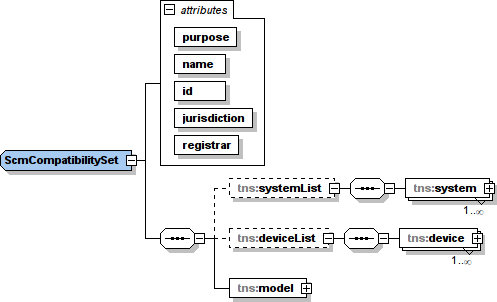 attributes
purpose
name
id
jurisdiction
registrar
ScmCompatibilitySet
tns:systemList
tns:system
1..∞
tns:deviceList
tns:device
1..∞
tns:model